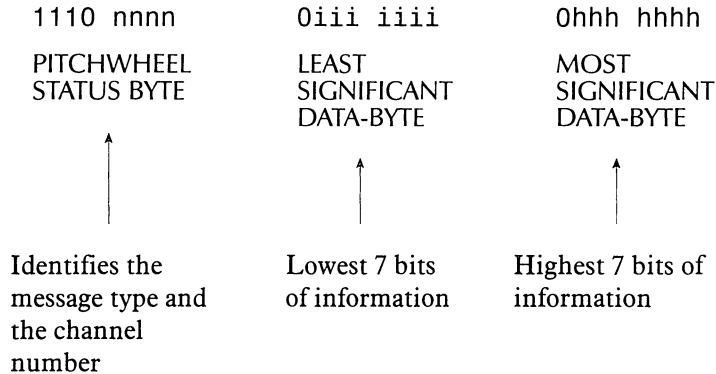 1110 nnnn
PITCHWHEEL
STATUS BYTE
Identifies the
message type and
the channel
number
0iii iiii
LEAST
SIGNIFICANT
DATA-BYTE
Lowest 7 bits
of information
0hhh hhhh
MOST
SIGNIFICANT
DATA-BYTE
Highest 7 bits of
information